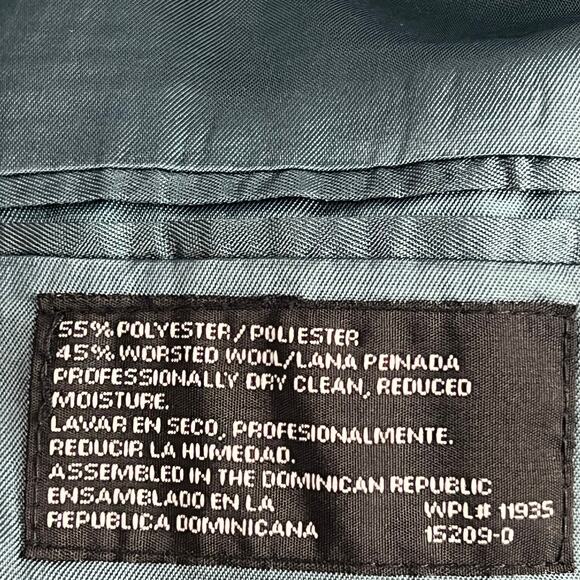 55% POLYESTER/POLIESTER
45% WORSTED WOOL/LANA PEINADA
PROFESSIONALLY DRY CLEAN, REDUCED
MOISTURE.
LAVAR EN SECO, PROFESIONALMENTE.
REDUCIR LA HUMEDAD.
ASSEMBLED IN THE DOMINICAN REPUBLIC
ENSAMBLADO EN LA WPL# 11935
REPUBLICA DOMINICANA 15209-0